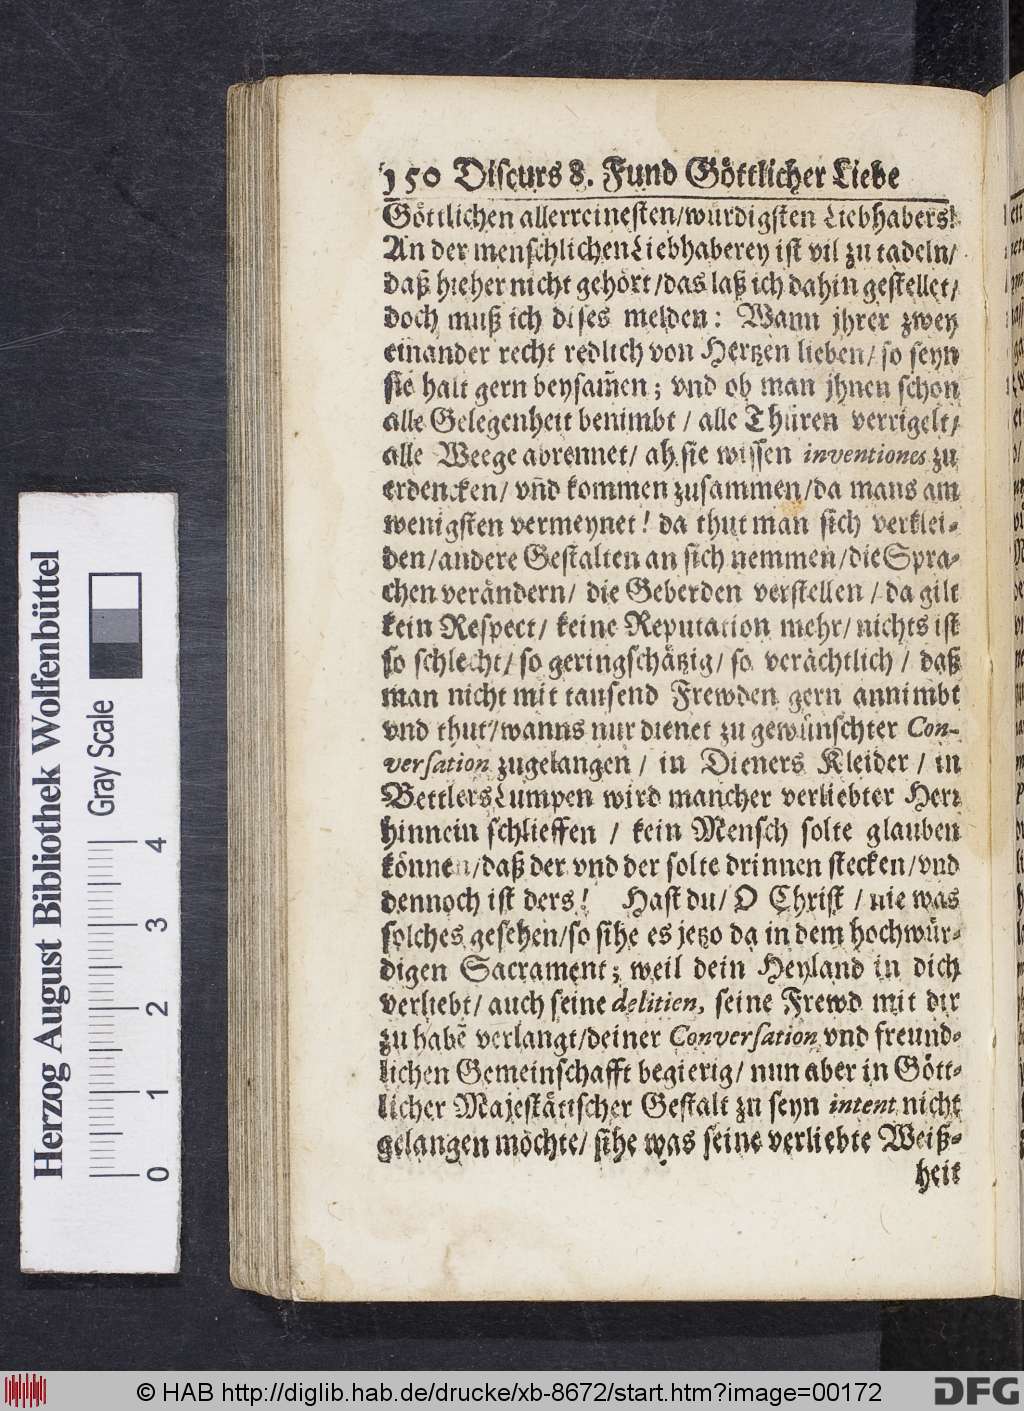 150 Discurs 8. Fund Göttlicher Liebe
Göttlichen allerreinesten/würdigsten Liebhabers!
An der menschlichen Liebhaberey ist vil zu tadeln/
daß hieher nicht gehört/das laß ich dahin gestellet/
doch muß ich dises melden: Wann jhrer zwey
einander recht redlich von Hertzen lieben/so seyn
sie halt gern beysam̃en; vnd ob man jhnen schon
alle Gelegenheit benimbt / alle Thüren verrigelt/
alle Weege abrennet/ ah sie wissen inventiones zu
erdencken/ vñd kommen zusammen/da mans am
wenigsten vermeynet! da thut man sich verklei-
den/andere Gestalten an sich nemmen/die Spra-
chen verändern/ die Geberden verstellen / da gilt
kein Respect/ keine Reputation mehr/ nichts ist
so schlecht/ so geringschätzig/ so verächtlich / daß
man nicht mit tausend Frewden gern annimbt
vnd thut/wanns nur dienet zu gewünschter Con-
versation zugelangen / in Dieners Kleider / in
Bettlers Lumpen wird mancher verliebter Herr
hinnein schlieffen / kein Mensch solte glauben
können/daß der vnd der solte drinnen stecken/vnd
dennoch ist ders! Hast du/ O Christ / nie was
solches gesehen/so sihe es jetzo da in dem hochwür-
digen Sacrament; weil dein Heyland in dich
verliebt/ auch seine delitien, seine Frewd mit dir
zu habẽ verlangt/deiner Conversation vnd freund-
lichen Gemeinschafft begierig/ nun aber in Gött-
licher Majestätischer Gestalt zu seyn intent nicht
gelangen möchte/ sihe was seine verliebte Weiß-
heit
Herzog August Bibliothek Wolfenbüttel
Gray Scale
0 1 2 3 4
© HAB http://diglib.hab.de/drucke/xb-8672/start.htm?image=00172
DFG